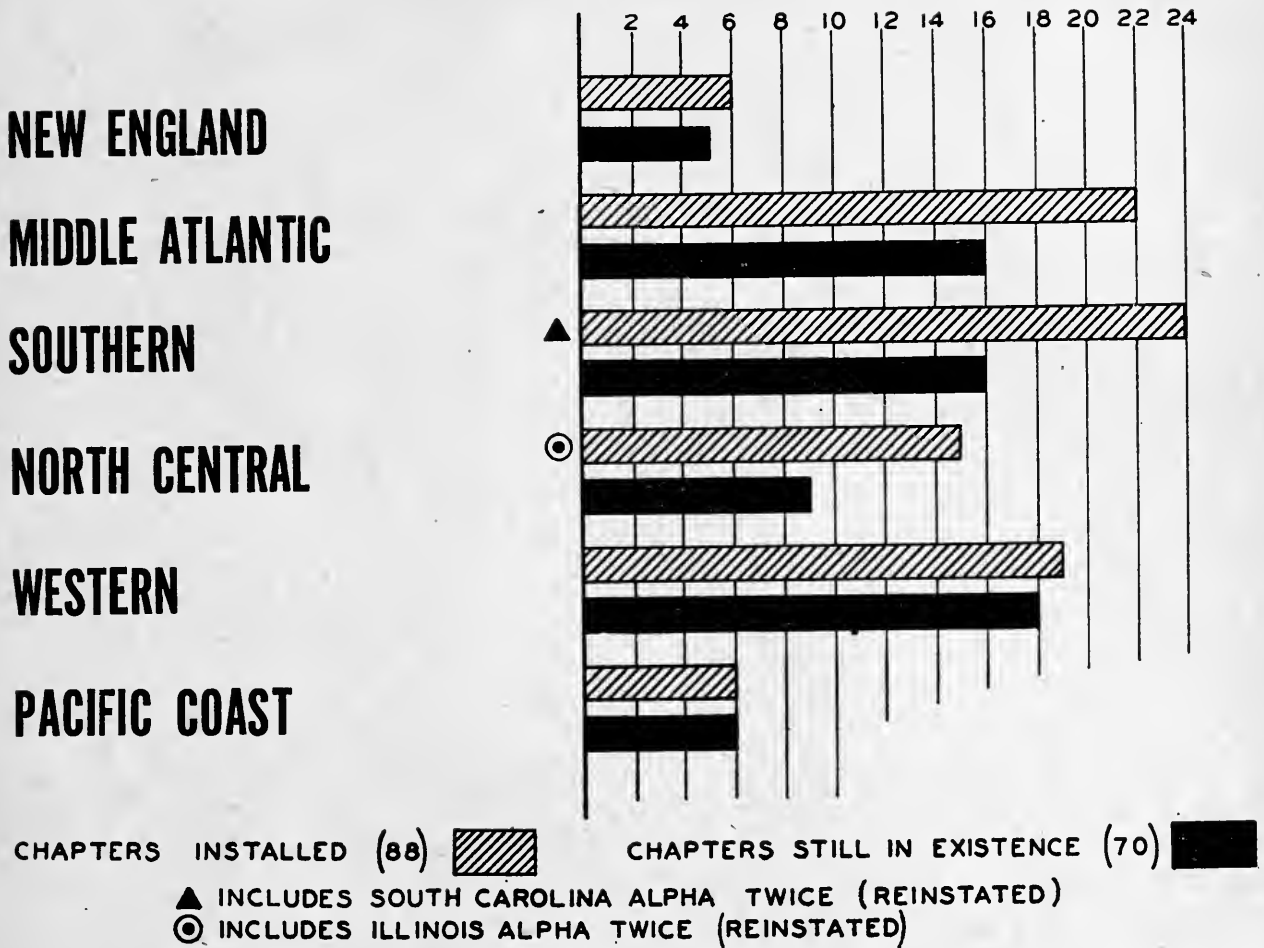 2 4 6 8 10 12 14 16 18 20 22 24
NEW ENGLAND
MIDDLE ATLANTIC
SOUTHERN
NORTH CENTRAL
WESTERN
PACIFIC COAST
CHAPTERS INSTALLED (88) CHAPTERS STILL IN EXISTENCE (70)
▲ INCLUDES SOUTH CAROLINA ALPHA TWICE (REINSTATED)
◉ INCLUDES ILLINOIS ALPHA TWICE (REINSTATED)